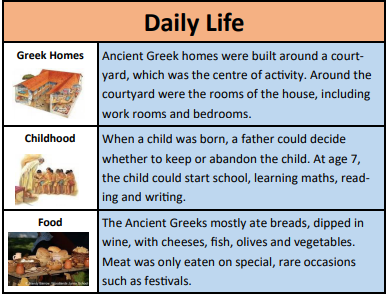 Daily Life
Greek Homes
Ancient Greek homes were built around a court-
yard, which was the centre of activity. Around the
courtyard were the rooms of the house, including
work rooms and bedrooms.
Childhood
When a child was born, a father could decide
whether to keep or abandon the child. At age 7,
the child could start school, learning maths, read-
ing and writing.
Food
The Ancient Greeks mostly ate breads, dipped in
wine, with cheeses, fish, olives and vegetables.
Meat was only eaten on special, rare occasions
such as festivals.